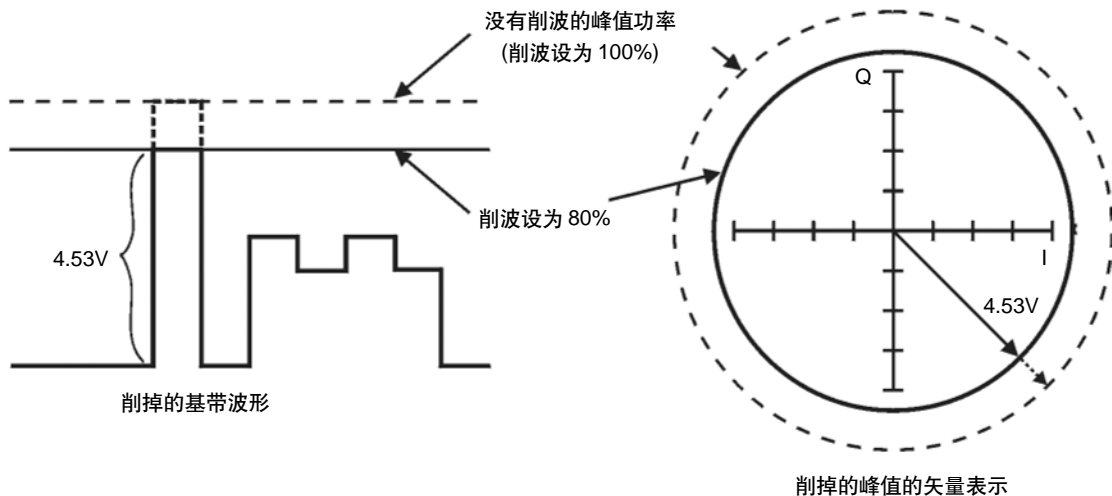 没有削波的峰值功率
(削波设为 100%)
Q
削波设为 80%
4.53V
I
4.53V
削掉的基带波形
削掉的峰值的矢量表示